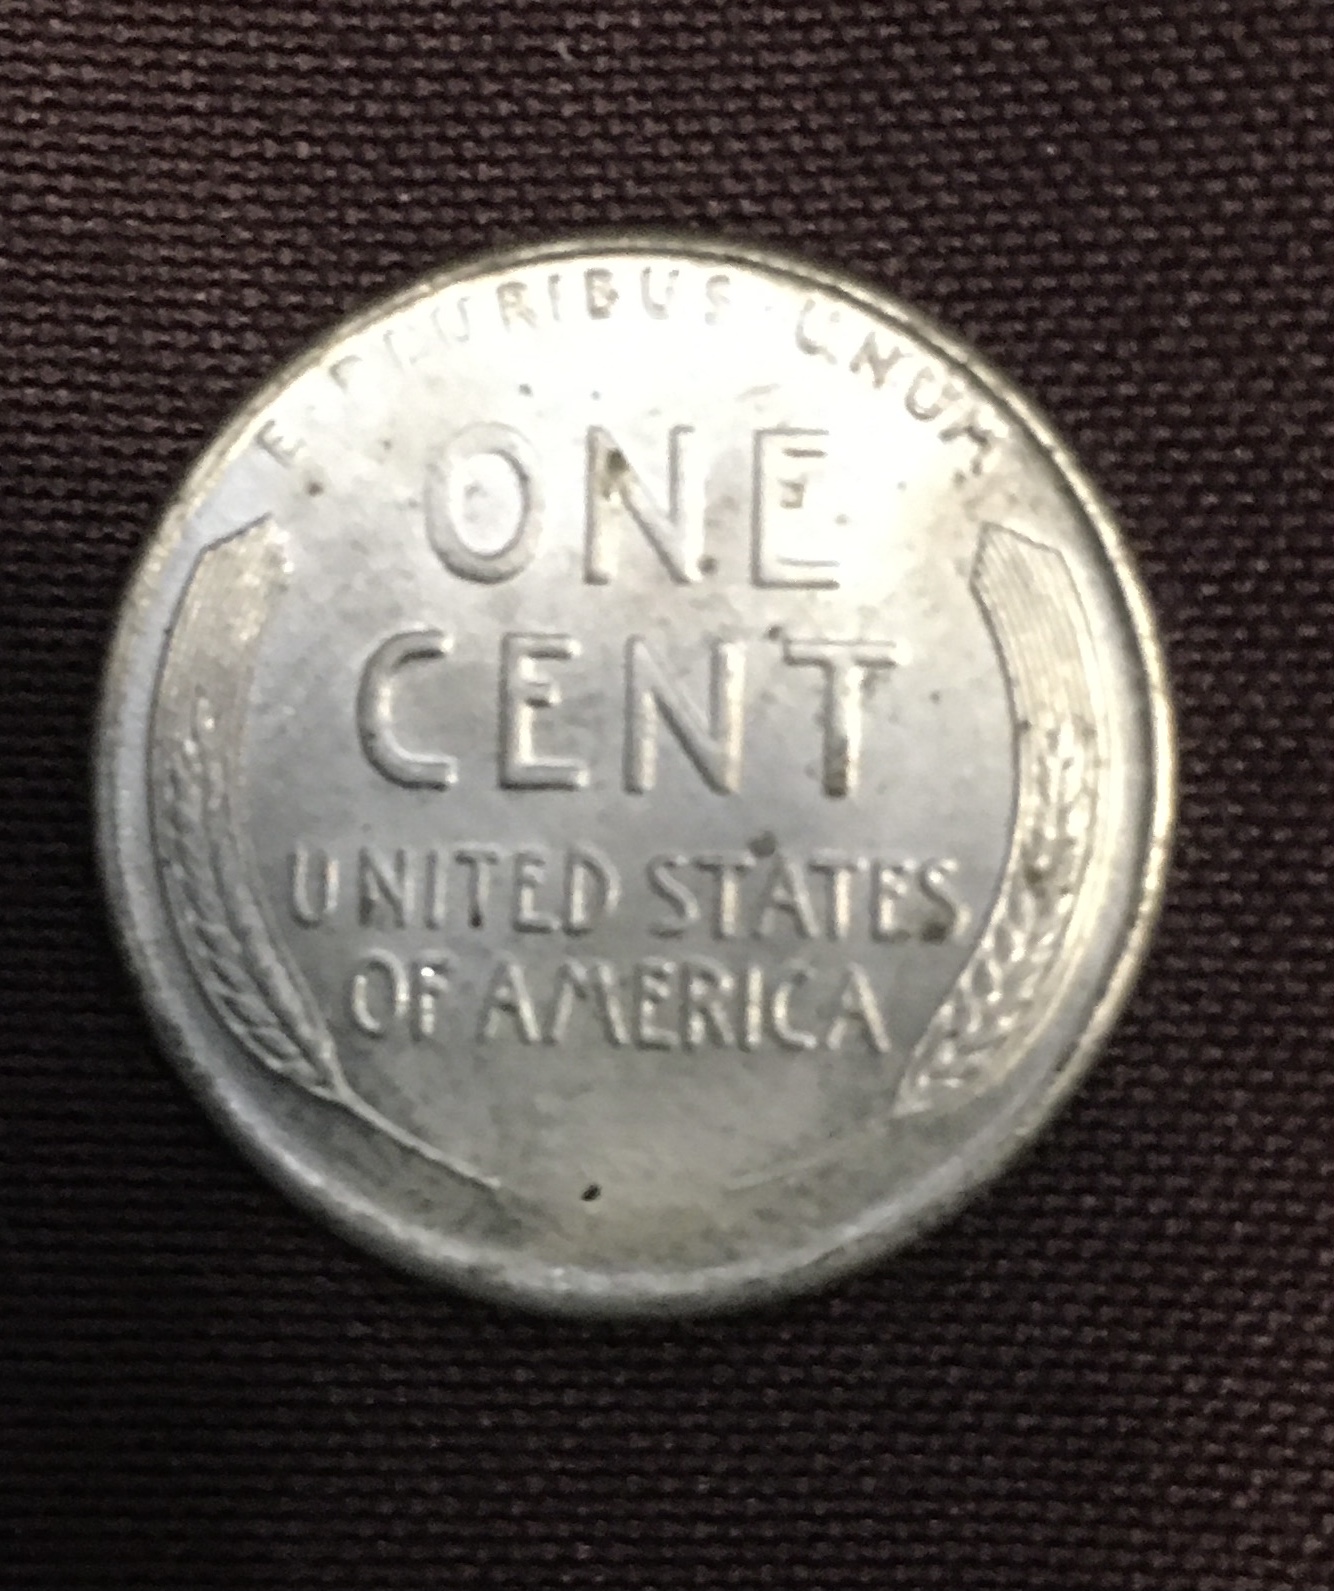 E PLURIBUS UNUM
ONE
CENT
UNITED STATES
OF AMERICA